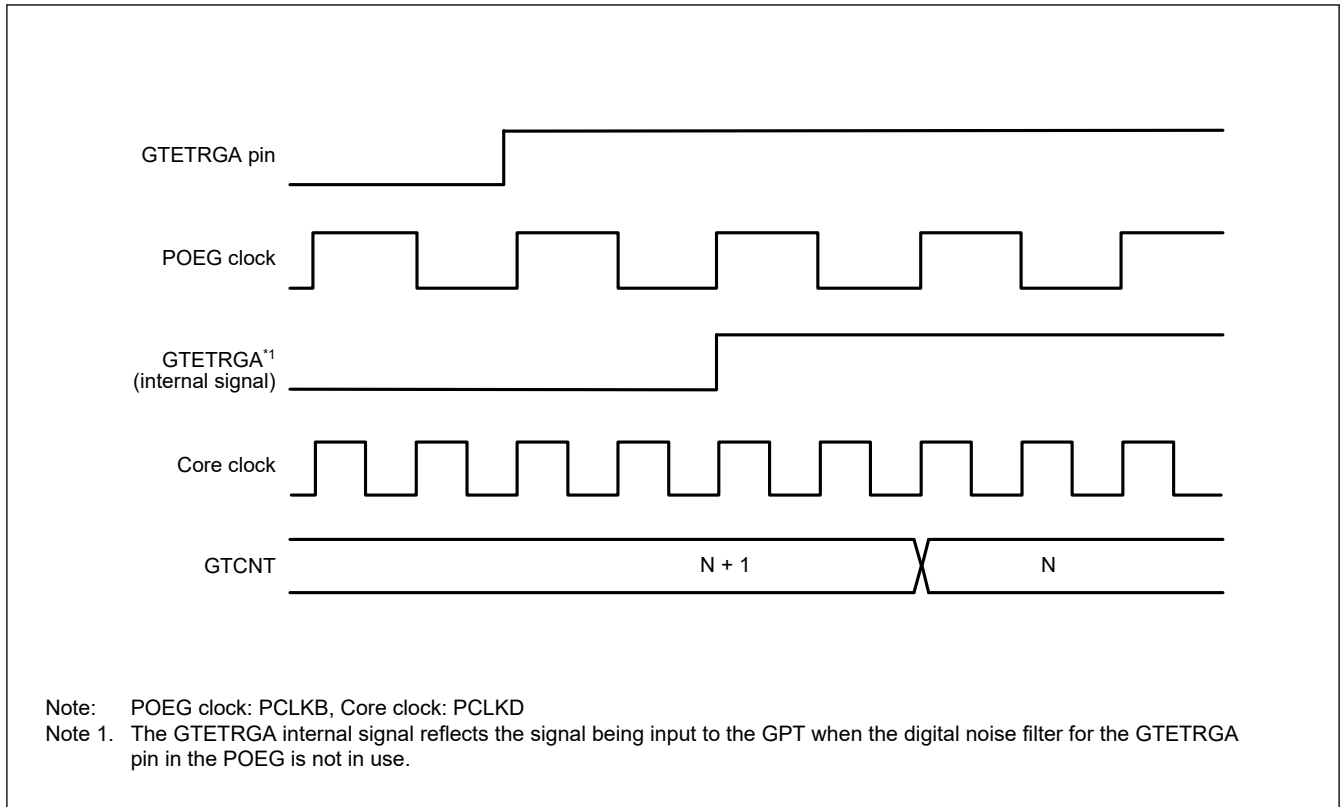 GTETRGA pin
POEG clock
GTETRGA*1
(internal signal)
Core clock
GTCNT
N + 1
N
Note: POEG clock: PCLKB, Core clock: PCLKD
Note 1. The GTETRGA internal signal reflects the signal being input to the GPT when the digital noise filter for the GTETRGA
pin in the POEG is not in use.